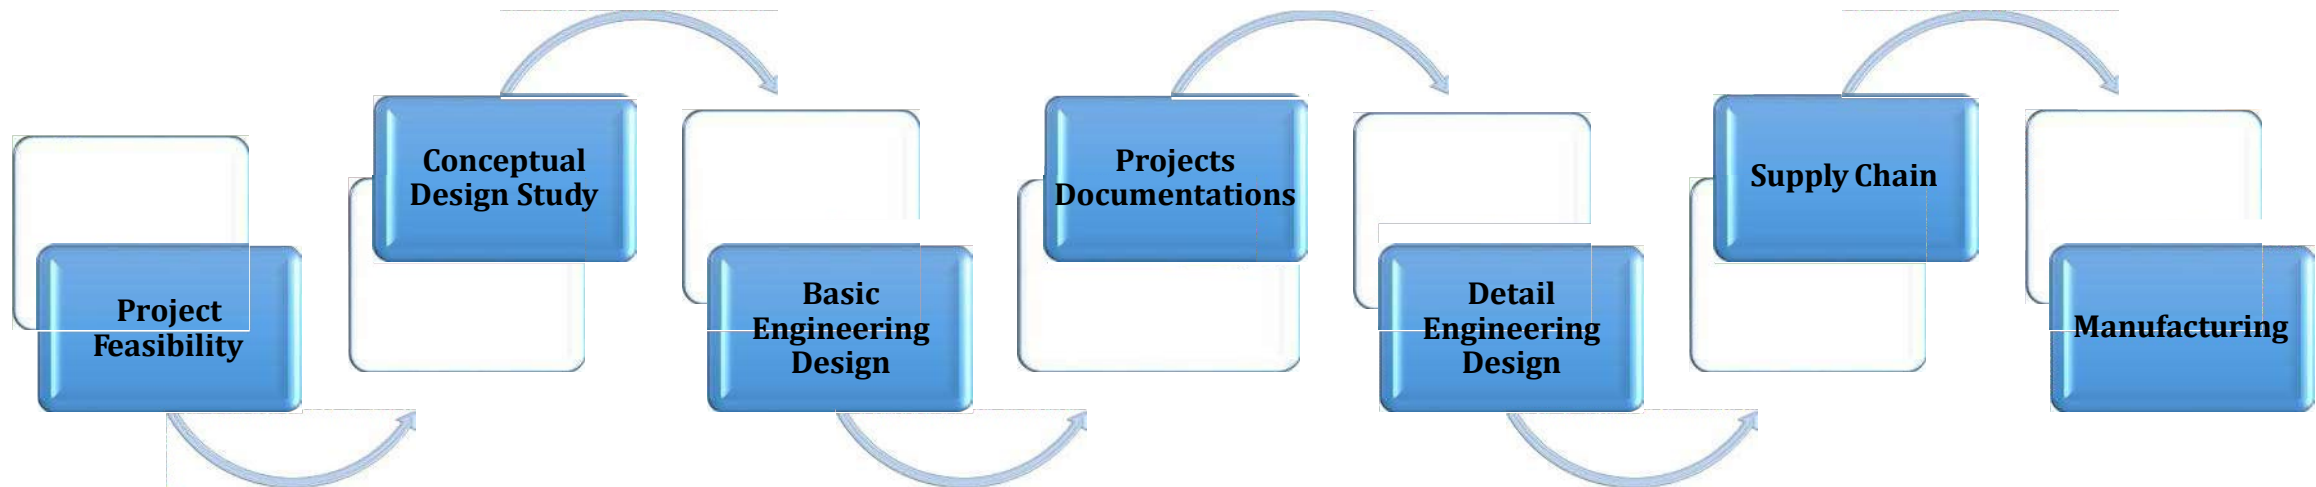 Project
Feasibility
Conceptual
Design Study
Basic
Engineering
Design
Projects
Documentations
Detail
Engineering
Design
Supply Chain
Manufacturing